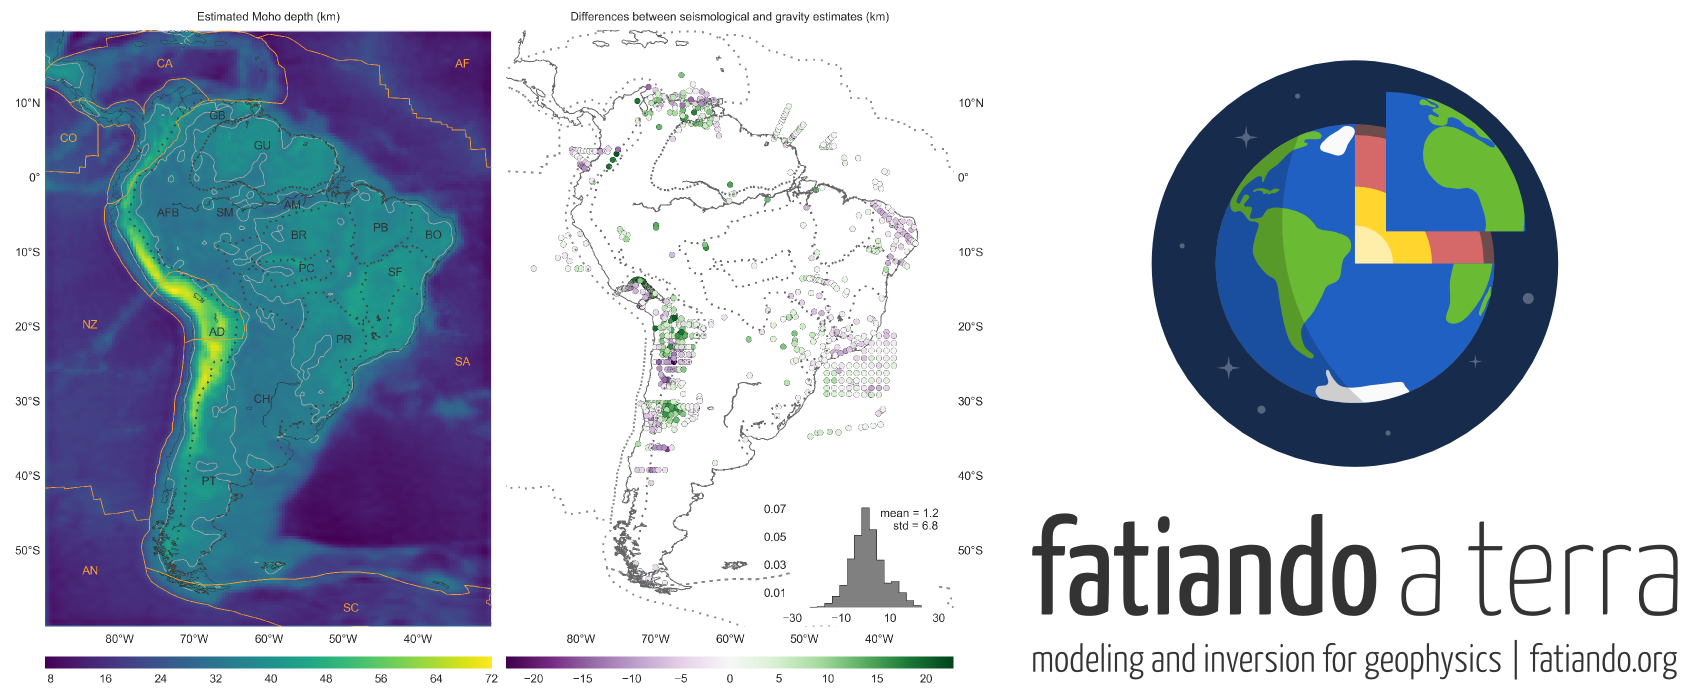 Estimated Moho depth (km)
CA
AF
10°N
GB
CO
GU
0°
AFB
SM
AM
BR
PB
BO
10°S
PC
SF
NZ
20°S
AD
PR
SA
30°S
CH
40°S
PT
50°S
AN
SC
80°W 70°W 60°W 50°W 40°W
8 16 24 32 40 48 56 64 72
Differences between seismological and gravity estimates (km)
10°N
0°
10°S
20°S
30°S
40°S
50°S
0.07
0.05
0.03
0.01
mean = 1.2
std = 6.8
−30 −10 10 30
80°W 70°W 60°W 50°W 40°W
−20 −15 −10 −5 0 5 10 15 20
fatiando a terra
modeling and inversion for geophysics | fatiando.org